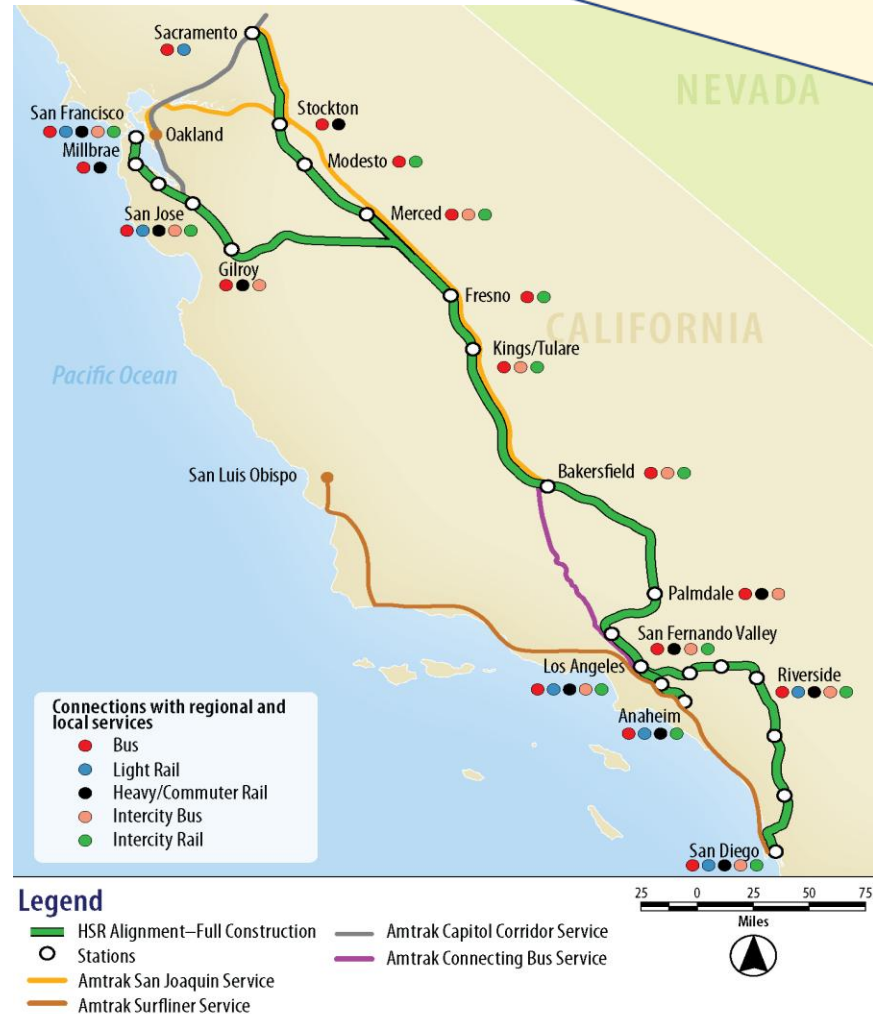 Sacramento
NEVADA
San Francisco
Stockton
Oakland
Millbrae
Modesto
San Jose
Merced
Gilroy
Fresno
CALIFORNIA
Kings/Tulare
Pacific Ocean
San Luis Obispo
Bakersfield
Palmdale
San Fernando Valley
Los Angeles
Riverside
Anaheim
San Diego
Connections with regional and
local services
Bus
Light Rail
Heavy/Commuter Rail
Intercity Bus
Intercity Rail
25 0 25 50 75
Miles
Legend
HSR Alignment–Full Construction
Stations
Amtrak San Joaquin Service
Amtrak Surfliner Service
Amtrak Capitol Corridor Service
Amtrak Connecting Bus Service